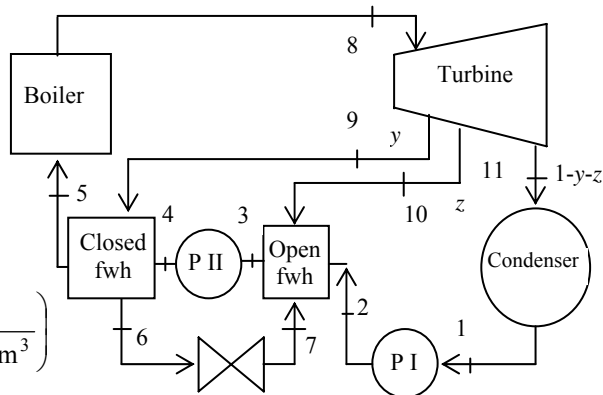 8
Turbine
Boiler
9
y
11
1-y-z
5
4
3
10
z
Closed
fwh
P II
Open
fwh
Condenser
2
6
7
P I
1
m³
)